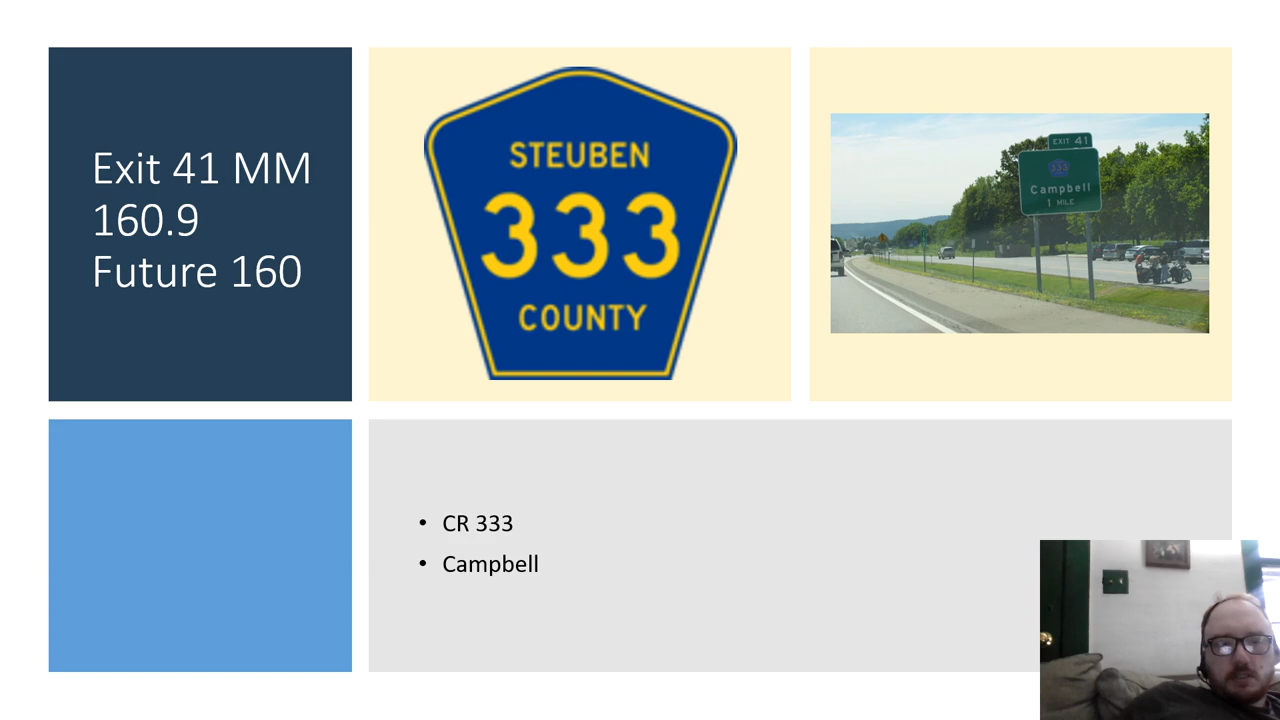 Exit 41 MM
160.9
Future 160
STEUBEN
333
COUNTY
EXIT 41
333
Campbell
1 MILE
• CR 333
• Campbell